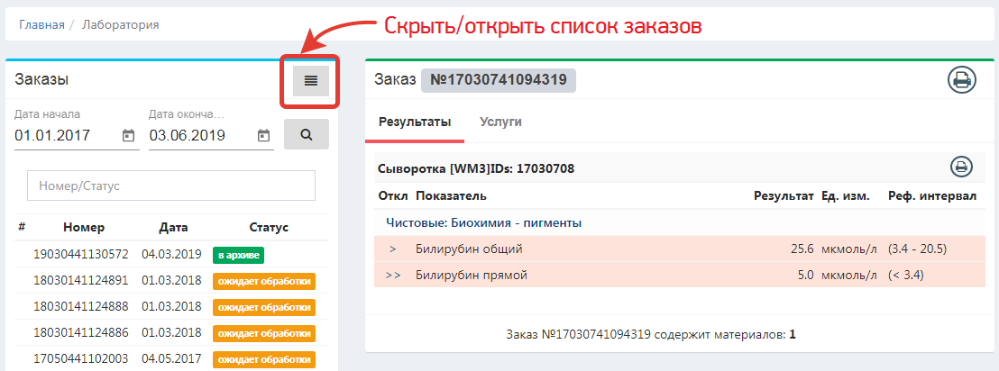 Главная / Лаборатория
Скрыть/открыть список заказов
Заказы
Дата начала Дата оконча...
01.01.2017 03.06.2019
Номер/Статус
# Номер Дата Статус
19030441130572 04.03.2019 в архиве
18030141124891 01.03.2018 ожидает обработки
18030141124888 01.03.2018 ожидает обработки
18030141124886 01.03.2018 ожидает обработки
17050441102003 04.05.2017 ожидает обработки
Заказ №17030741094319
Результаты Услуги
Сыворотка [WM3]IDs: 17030708
Откл Показатель Результат Ед. изм. Реф. интервал
Чистовые: Биохимия - пигменты
> Билирубин общий 25.6 мкмоль/л (3.4 - 20.5)
>> Билирубин прямой 5.0 мкмоль/л (< 3.4)
Заказ №17030741094319 содержит материалов: 1